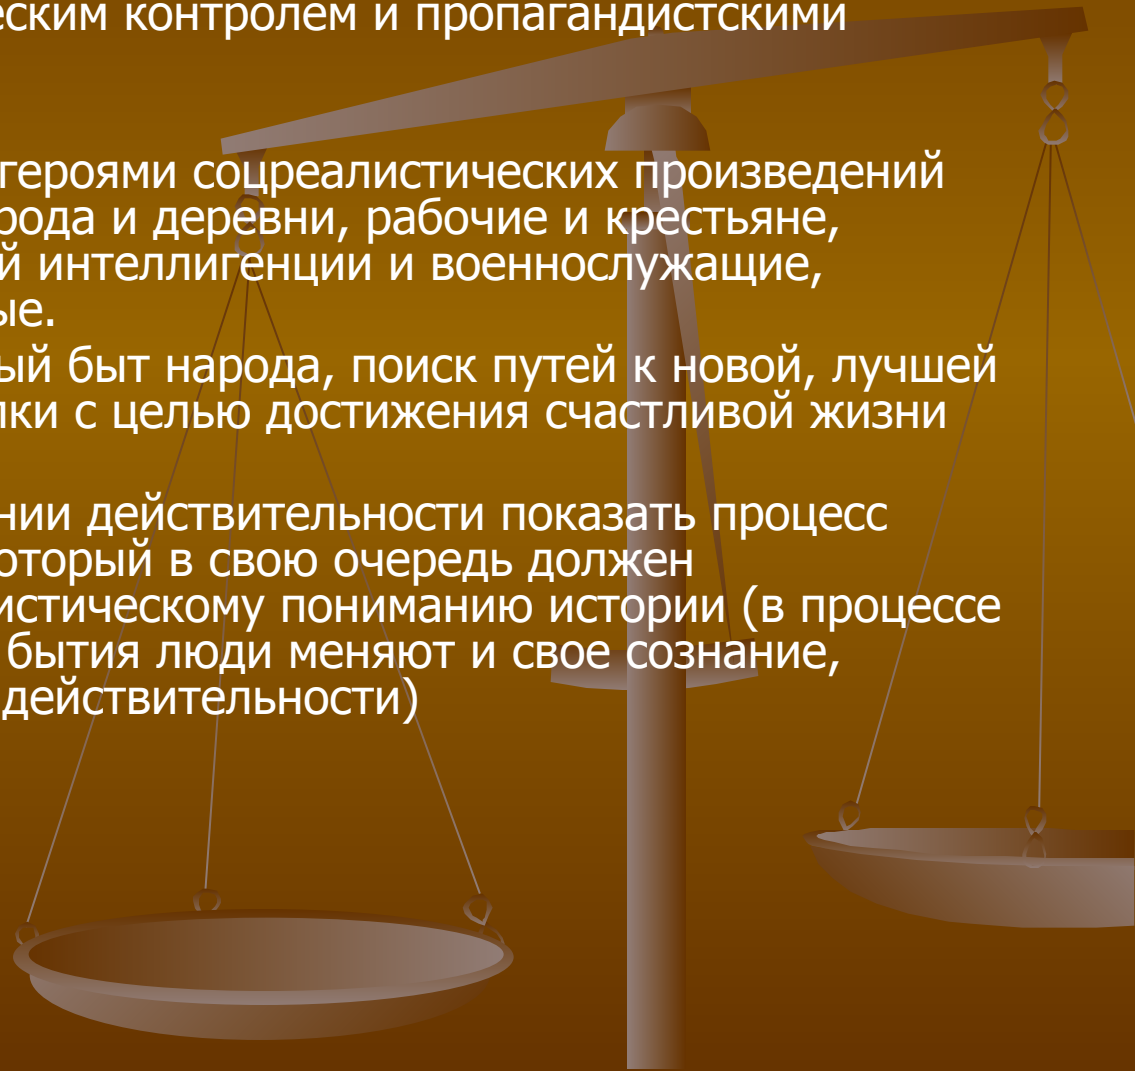 еским контролем и пропагандистскими
героями соцреалистических произведений
рода и деревни, рабочие и крестьяне,
й интеллигенции и военнослужащие,
ые.
ый быт народа, поиск путей к новой, лучшей
лки с целью достижения счастливой жизни
нии действительности показать процесс
оторый в свою очередь должен
истическому пониманию истории (в процессе
бытия люди меняют и свое сознание,
действительности)